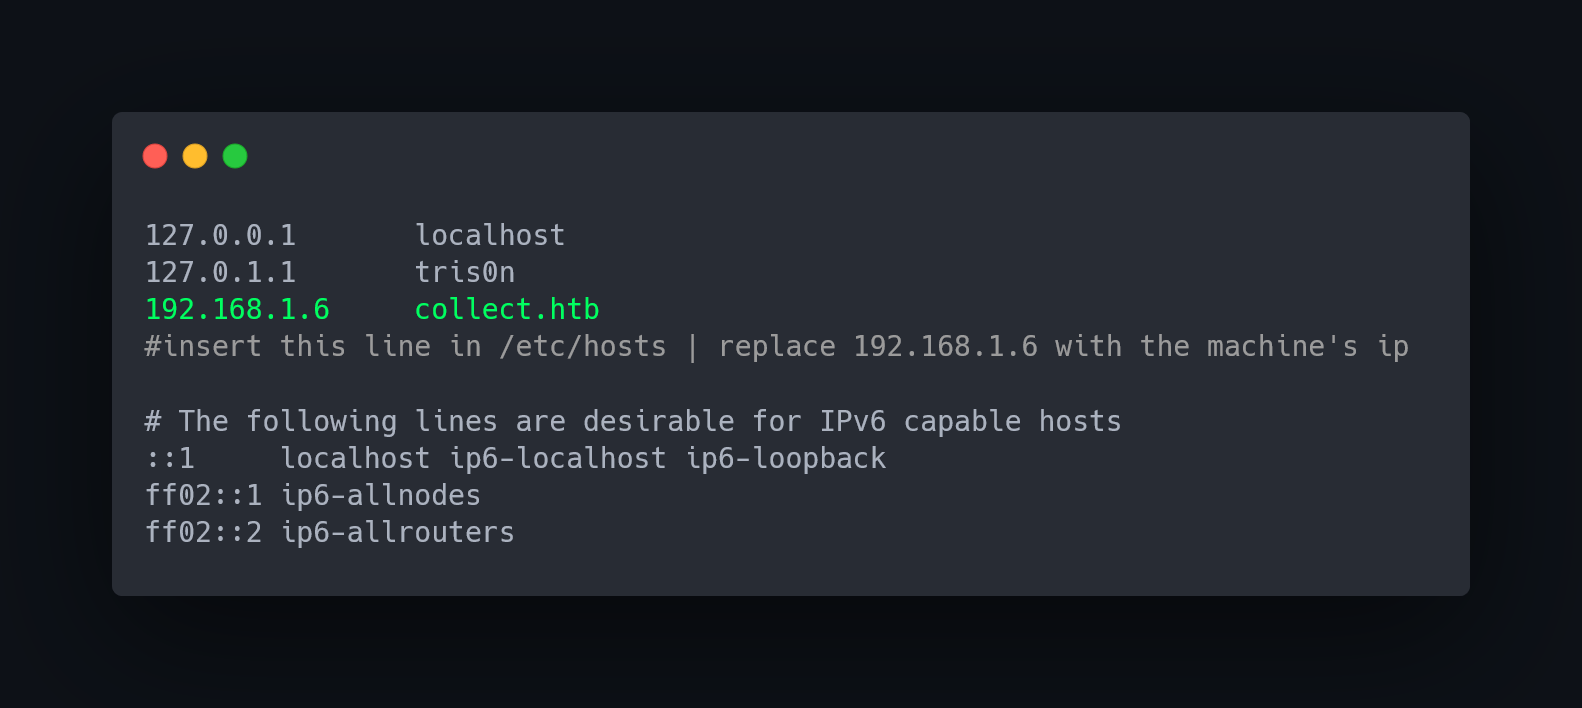 127.0.0.1       localhost
127.0.1.1       tris0n
192.168.1.6     collect.htb
#insert this line in /etc/hosts | replace 192.168.1.6 with the machine's ip
# The following lines are desirable for IPv6 capable hosts
::1     localhost ip6-localhost ip6-loopback
ff02::1 ip6-allnodes
ff02::2 ip6-allrouters